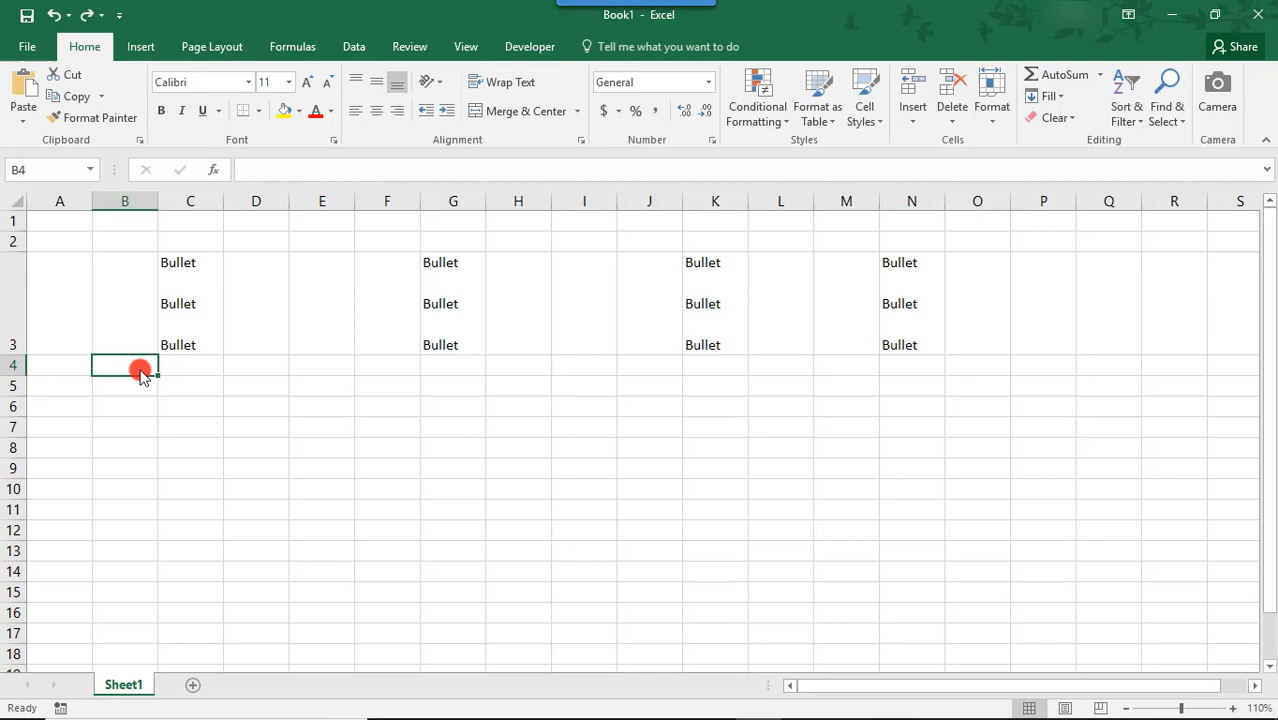 Book1 - Excel
File Home Insert Page Layout Formulas Data Review View Developer Tell me what you want to do Share
Paste Cut Copy Format Painter Clipboard
Calibri 11 B I U A Font
Wrap Text Merge & Center Alignment
General $ % , Number
Conditional Formatting Format as Table Cell Styles Styles
Insert Delete Format Cells
AutoSum Fill Clear Sort & Filter Find & Select Editing
Camera Camera
B4 fx
A B C D E F G H I J K L M N O P Q R S
1
2
Bullet Bullet Bullet Bullet
Bullet Bullet Bullet Bullet
3 Bullet Bullet Bullet Bullet
4
5
6
7
8
9
10
11
12
13
14
15
16
17
18
Sheet1
Ready 110%